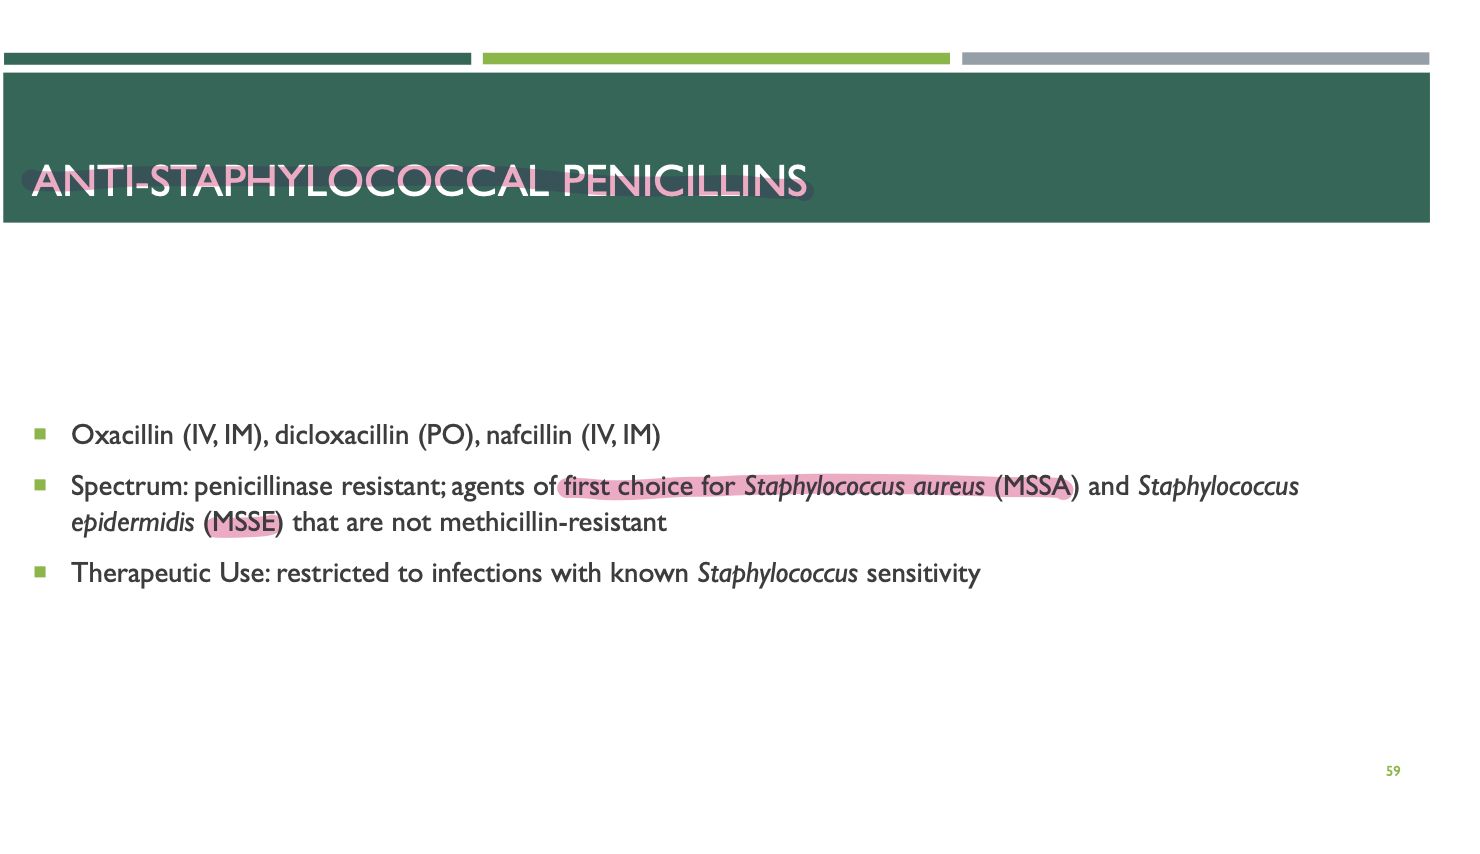 ANTI-STAPHYLOCOCCAL PENICILLINS
Oxacillin (IV, IM), dicloxacillin (PO), nafcillin (IV, IM)
Spectrum: penicillinase resistant; agents of first choice for Staphylococcus aureus (MSSA) and Staphylococcus
epidermidis (MSSE) that are not methicillin-resistant
Therapeutic Use: restricted to infections with known Staphylococcus sensitivity
59